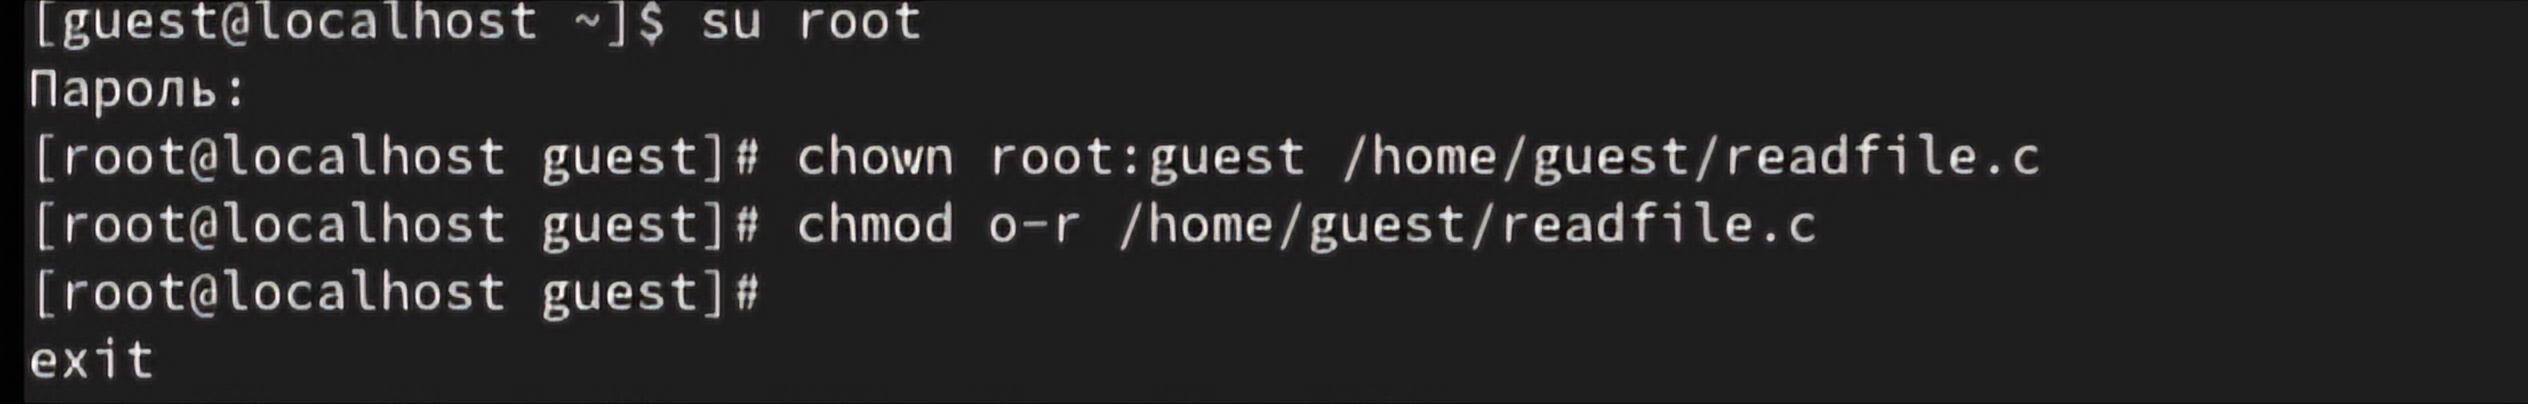 [guest@localhost ~]$ su root
Пароль:
[root@localhost guest]# chown root:guest /home/guest/readfile.c
[root@localhost guest]# chmod o-r /home/guest/readfile.c
[root@localhost guest]#
exit